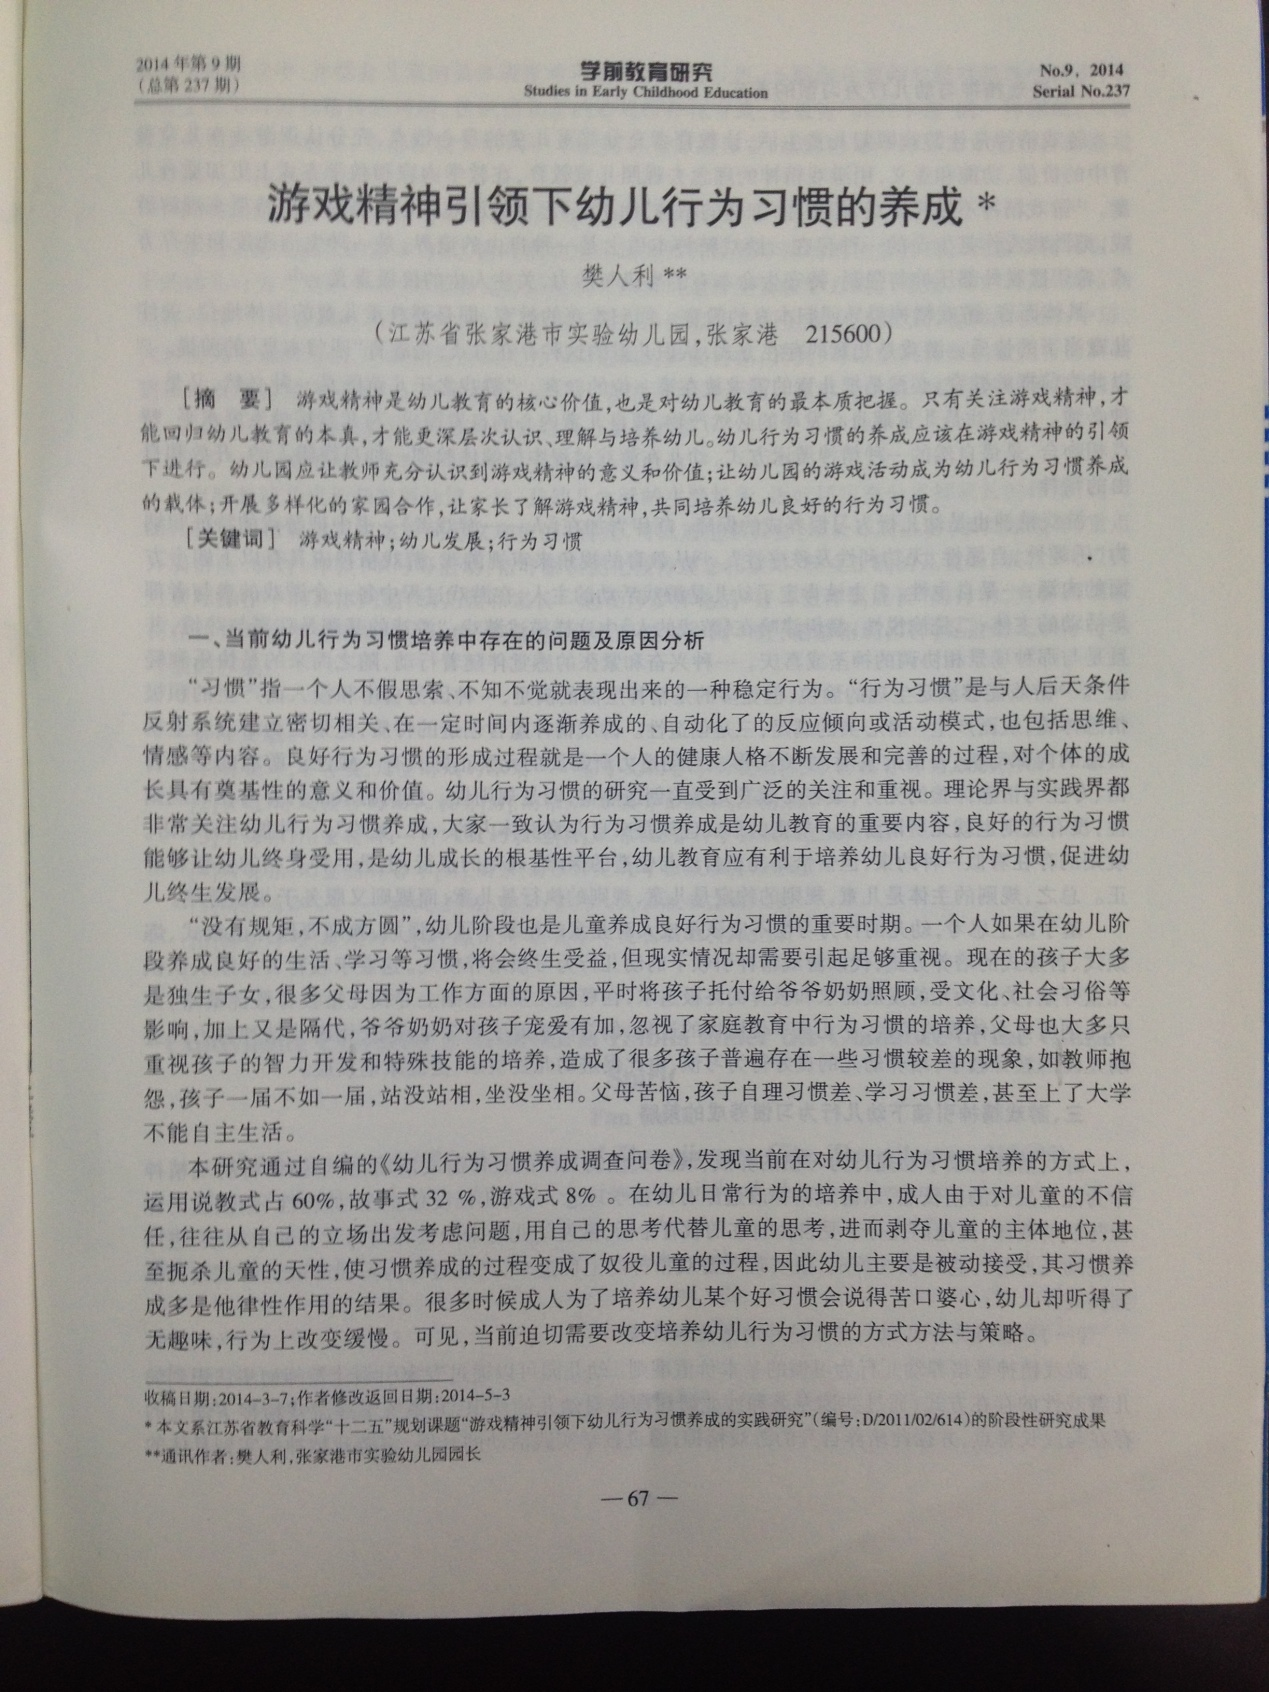 2014 年第 9 期
(总第 237 期)
学前教育研究
Studies in Early Childhood Education
No.9, 2014
Serial No.237
游戏精神引领下幼儿行为习惯的养成 *
樊人利 **
(江苏省张家港市实验幼儿园,张家港 215600)
[摘 要] 游戏精神是幼儿教育的核心价值,也是对幼儿教育的最本质把握。只有关注游戏精神,才
能回归幼儿教育的本真,才能更深层次认识、理解与培养幼儿。幼儿行为习惯的养成应该在游戏精神的引领
下进行。幼儿园应让教师充分认识到游戏精神的意义和价值;让幼儿园的游戏活动成为幼儿行为习惯养成
的载体;开展多样化的家园合作,让家长了解游戏精神,共同培养幼儿良好的行为习惯。
[关键词] 游戏精神;幼儿发展;行为习惯
一、当前幼儿行为习惯培养中存在的问题及原因分析
“习惯”指一个人不假思索、不知不觉就表现出来的一种稳定行为。“行为习惯”是与人后天条件
反射系统建立密切相关、在一定时间内逐渐养成的、自动化了的反应倾向或活动模式,也包括思维、
情感等内容。良好行为习惯的形成过程就是一个人的健康人格不断发展和完善的过程,对个体的成
长具有奠基性的意义和价值。幼儿行为习惯的研究一直受到广泛的关注和重视。理论界与实践界都
非常关注幼儿行为习惯养成,大家一致认为行为习惯养成是幼儿教育的重要内容,良好的行为习惯
能够让幼儿终身受用,是幼儿成长的根基性平台,幼儿教育应有利于培养幼儿良好行为习惯,促进幼
儿终生发展。
“没有规矩,不成方圆”,幼儿阶段也是儿童养成良好行为习惯的重要时期。一个人如果在幼儿阶
段养成良好的生活、学习等习惯,将会终生受益,但现实情况却需要引起足够重视。现在的孩子大多
是独生子女,很多父母因为工作方面的原因,平时将孩子托付给爷爷奶奶照顾,受文化、社会习俗等
影响,加上又是隔代,爷爷奶奶对孩子宠爱有加,忽视了家庭教育中行为习惯的培养,父母也大多只
重视孩子的智力开发和特殊技能的培养,造成了很多孩子普遍存在一些习惯较差的现象,如教师抱
怨,孩子一届不如一届,站没站相,坐没坐相。父母苦恼,孩子自理习惯差、学习习惯差,甚至上了大学
不能自主生活。
本研究通过自编的《幼儿行为习惯养成调查问卷》,发现当前在对幼儿行为习惯培养的方式上,
运用说教式占 60%,故事式 32 %,游戏式 8% 。在幼儿日常行为的培养中,成人由于对儿童的不信
任,往往从自己的立场出发考虑问题,用自己的思考代替儿童的思考,进而剥夺儿童的主体地位,甚
至扼杀儿童的天性,使习惯养成的过程变成了奴役儿童的过程,因此幼儿主要是被动接受,其习惯养
成多是他律性作用的结果。很多时候成人为了培养幼儿某个好习惯会说得苦口婆心,幼儿却听得了
无趣味,行为上改变缓慢。可见,当前迫切需要改变培养幼儿行为习惯的方式方法与策略。
收稿日期:2014-3-7;作者修改返回日期:2014-5-3
* 本文系江苏省教育科学“十二五”规划课题“游戏精神引领下幼儿行为习惯养成的实践研究”(编号:D/2011/02/614)的阶段性研究成果
**通讯作者:樊人利,张家港市实验幼儿园园长
— 67 —